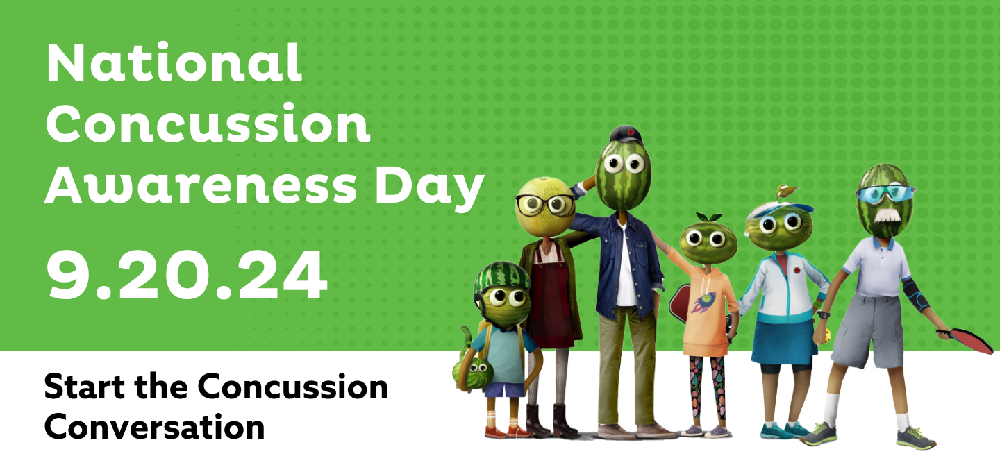 National
Concussion
Awareness Day
9.20.24
Start the Concussion
Conversation